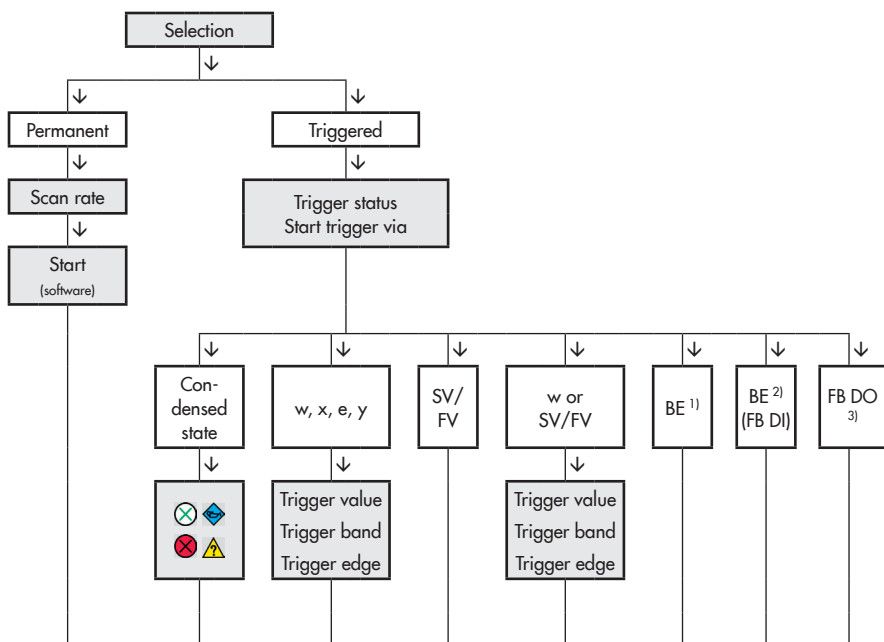 Selection
Permanent
Triggered
Scan rate
Trigger status
Start trigger via
Start
(software)
Con-
densed
state
w, x, e, y
SV/
FV
w or
SV/FV
BE 1)
BE 2)
(FB DI)
FB DO
3)
?
Trigger value
Trigger band
Trigger edge
Trigger value
Trigger band
Trigger edge